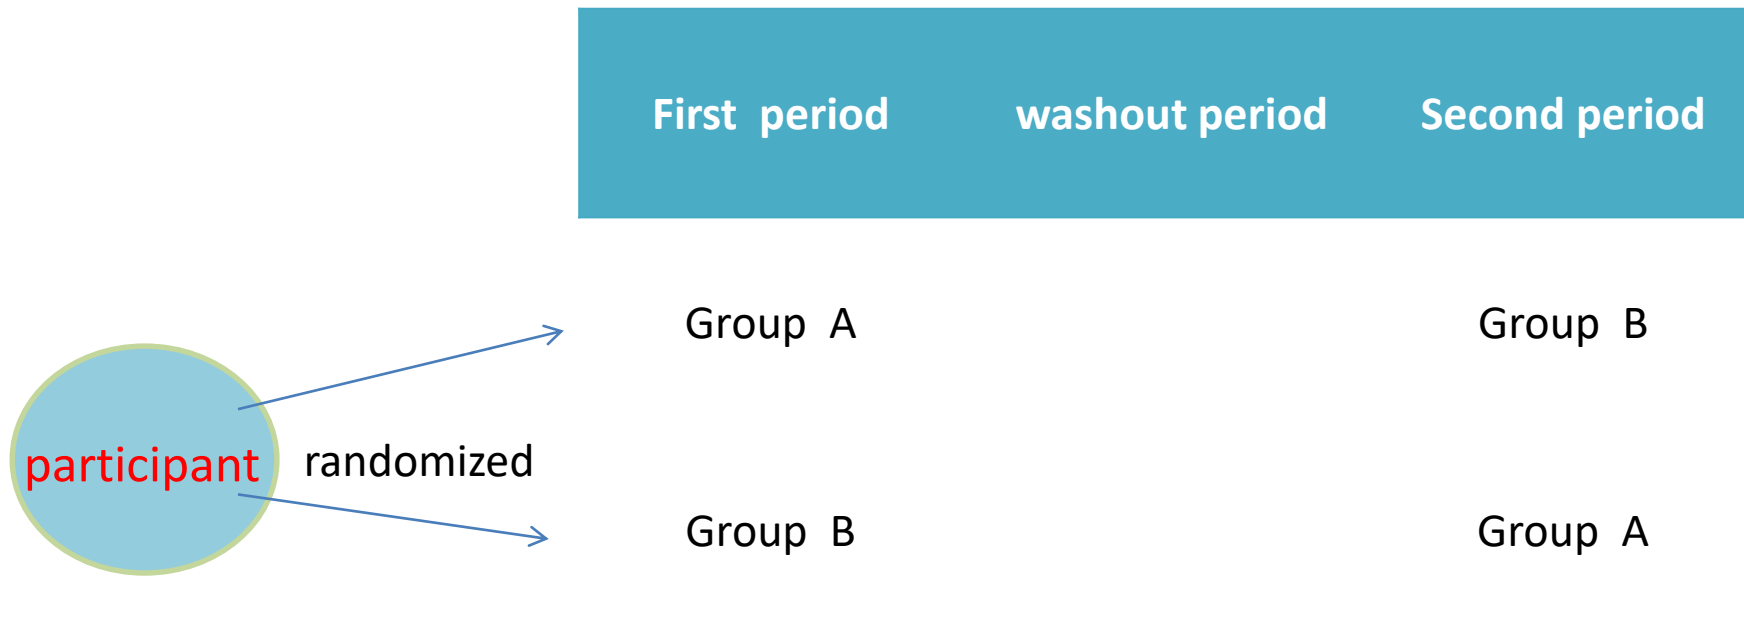 First period washout period Second period
Group A Group B
participant randomized
Group B Group A